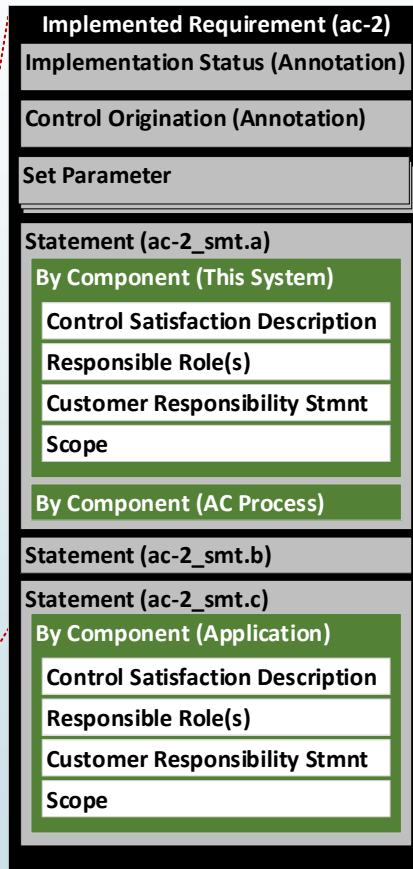 Implemented Requirement (ac-2)
Implementation Status (Annotation)
Control Origination (Annotation)
Set Parameter
Statement (ac-2_smt.a)
By Component (This System)
Control Satisfaction Description
Responsible Role(s)
Customer Responsibility Stmnt
Scope
By Component (AC Process)
Statement (ac-2_smt.b)
Statement (ac-2_smt.c)
By Component (Application)
Control Satisfaction Description
Responsible Role(s)
Customer Responsibility Stmnt
Scope